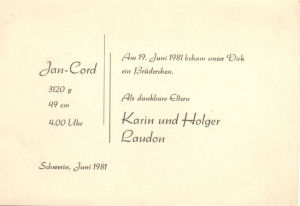 Jan-Cord
3120 g
49 cm
4.00 Uhr
Am 19. Juni 1981 bekam unser Dirk
ein Brüderchen.
Als dankbare Eltern
Karin und Holger
Laudon
Schwerin, Juni 1981